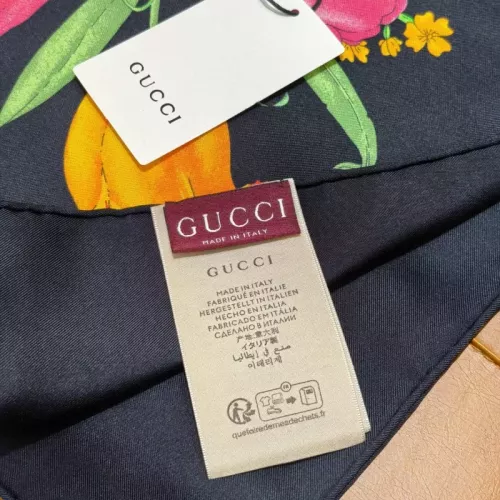 GUCCI
GUCCI
MADE IN ITALY
GUCCI
MADE IN ITALY
FABRIQUÉ EN ITALIE
HERGESTELLT IN ITALIEN
HECHO EN ITALIA
FABRICADO EM ITÁLIA
СДЕЛАНО В ИТАЛИИ
产地:意大利
イタリア製
صنع في إيطاليا
이태리제
FR
quefairedemesdechets.fr